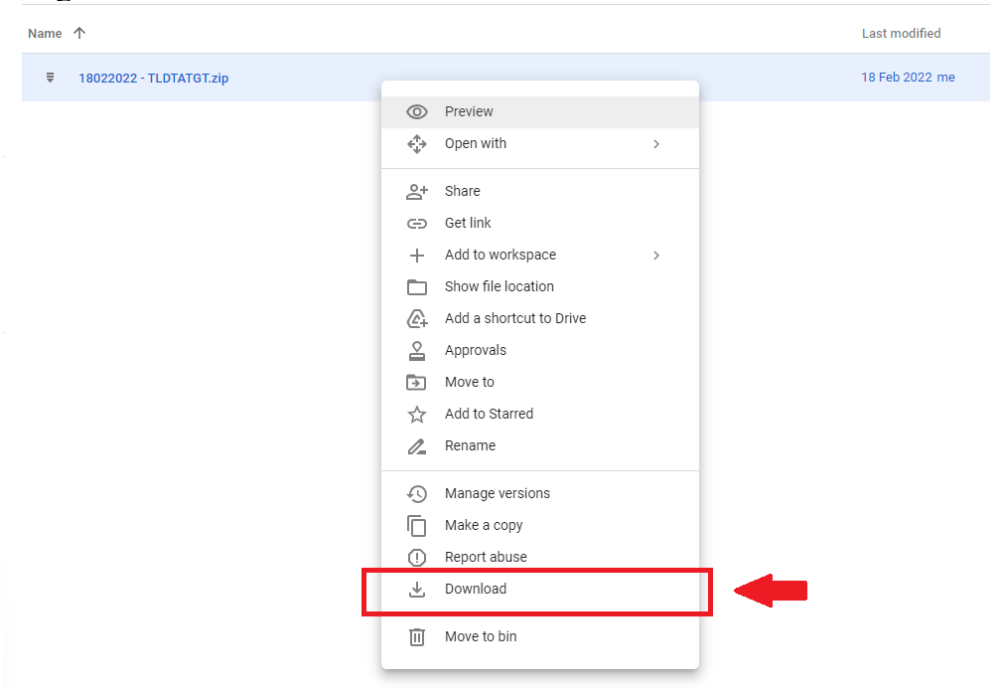 Name
Last modified
18022022 - TLDTATGT.zip
18 Feb 2022 me
Preview
Open with
Share
Get link
Add to workspace
Show file location
Add a shortcut to Drive
Approvals
Move to
Add to Starred
Rename
Manage versions
Make a copy
Report abuse
Download
Move to bin